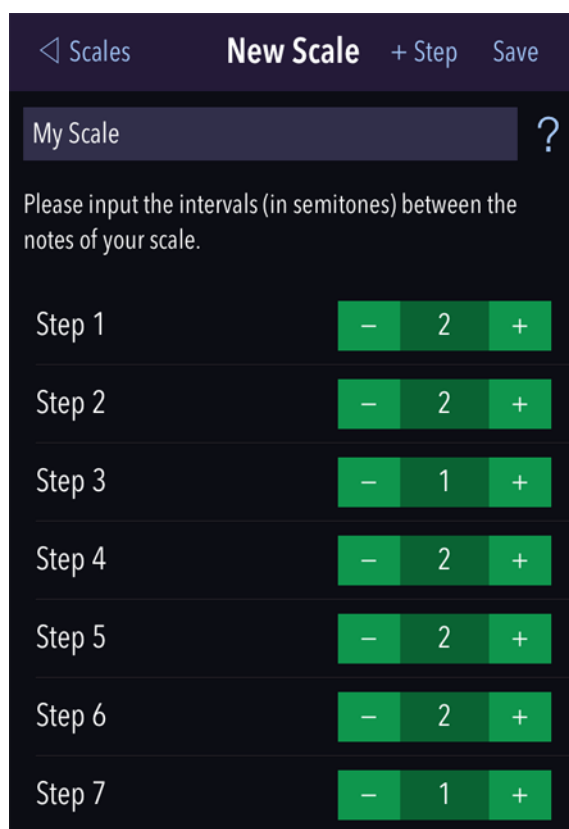 ◁ Scales New Scale + Step Save
My Scale ?
Please input the intervals (in semitones) between the
notes of your scale.
Step 1 − 2 +
Step 2 − 2 +
Step 3 − 1 +
Step 4 − 2 +
Step 5 − 2 +
Step 6 − 2 +
Step 7 − 1 +